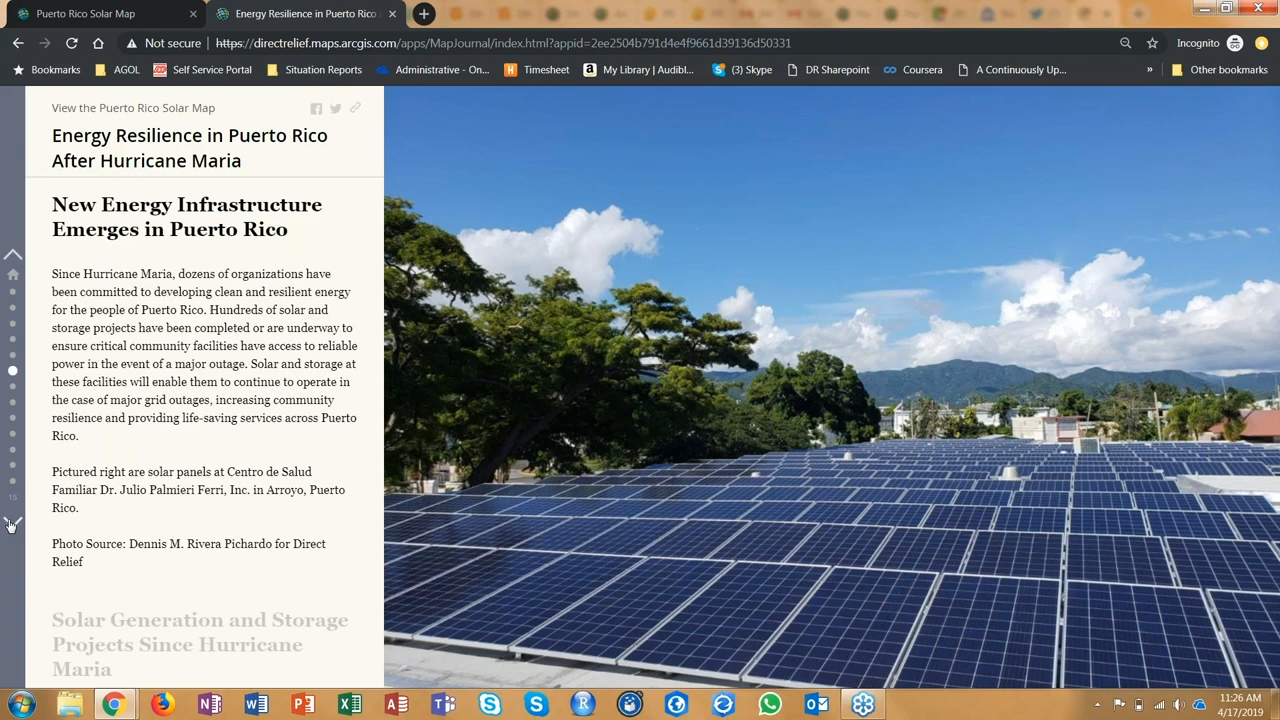 Puerto Rico Solar Map
Energy Resilience in Puerto Rico
Not secure
https://directrelief.maps.arcgis.com/apps/MapJournal/index.html?appid=2ee2504b791d4e4f9661d39136d50331
Incognito
Bookmarks
AGOL
Self Service Portal
Situation Reports
Administrative - On...
Timesheet
My Library | Audibl...
(3) Skype
DR Sharepoint
Coursera
A Continuously Up...
»
Other bookmarks
View the Puerto Rico Solar Map
Energy Resilience in Puerto Rico
After Hurricane Maria
New Energy Infrastructure
Emerges in Puerto Rico
Since Hurricane Maria, dozens of organizations have
been committed to developing clean and resilient energy
for the people of Puerto Rico. Hundreds of solar and
storage projects have been completed or are underway to
ensure critical community facilities have access to reliable
power in the event of a major outage. Solar and storage at
these facilities will enable them to continue to operate in
the case of major grid outages, increasing community
resilience and providing life-saving services across Puerto
Rico.
Pictured right are solar panels at Centro de Salud
Familiar Dr. Julio Palmieri Ferri, Inc. in Arroyo, Puerto
Rico.
Photo Source: Dennis M. Rivera Pichardo for Direct
Relief
Solar Generation and Storage
Projects Since Hurricane
Maria
15
11:26 AM
4/17/2019